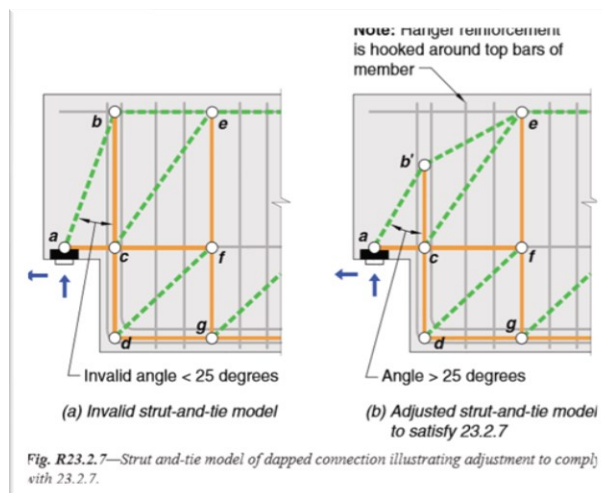 Note: Hanger reinforcement
is hooked around top bars of
member
b
e
b'
e
a
c
f
a
c
f
d
g
d
g
Invalid angle < 25 degrees
Angle > 25 degrees
(a) Invalid strut-and-tie model
(b) Adjusted strut-and-tie model
to satisfy 23.2.7
Fig. R23.2.7—Strut and-tie model of dapped connection illustrating adjustment to comply
with 23.2.7.